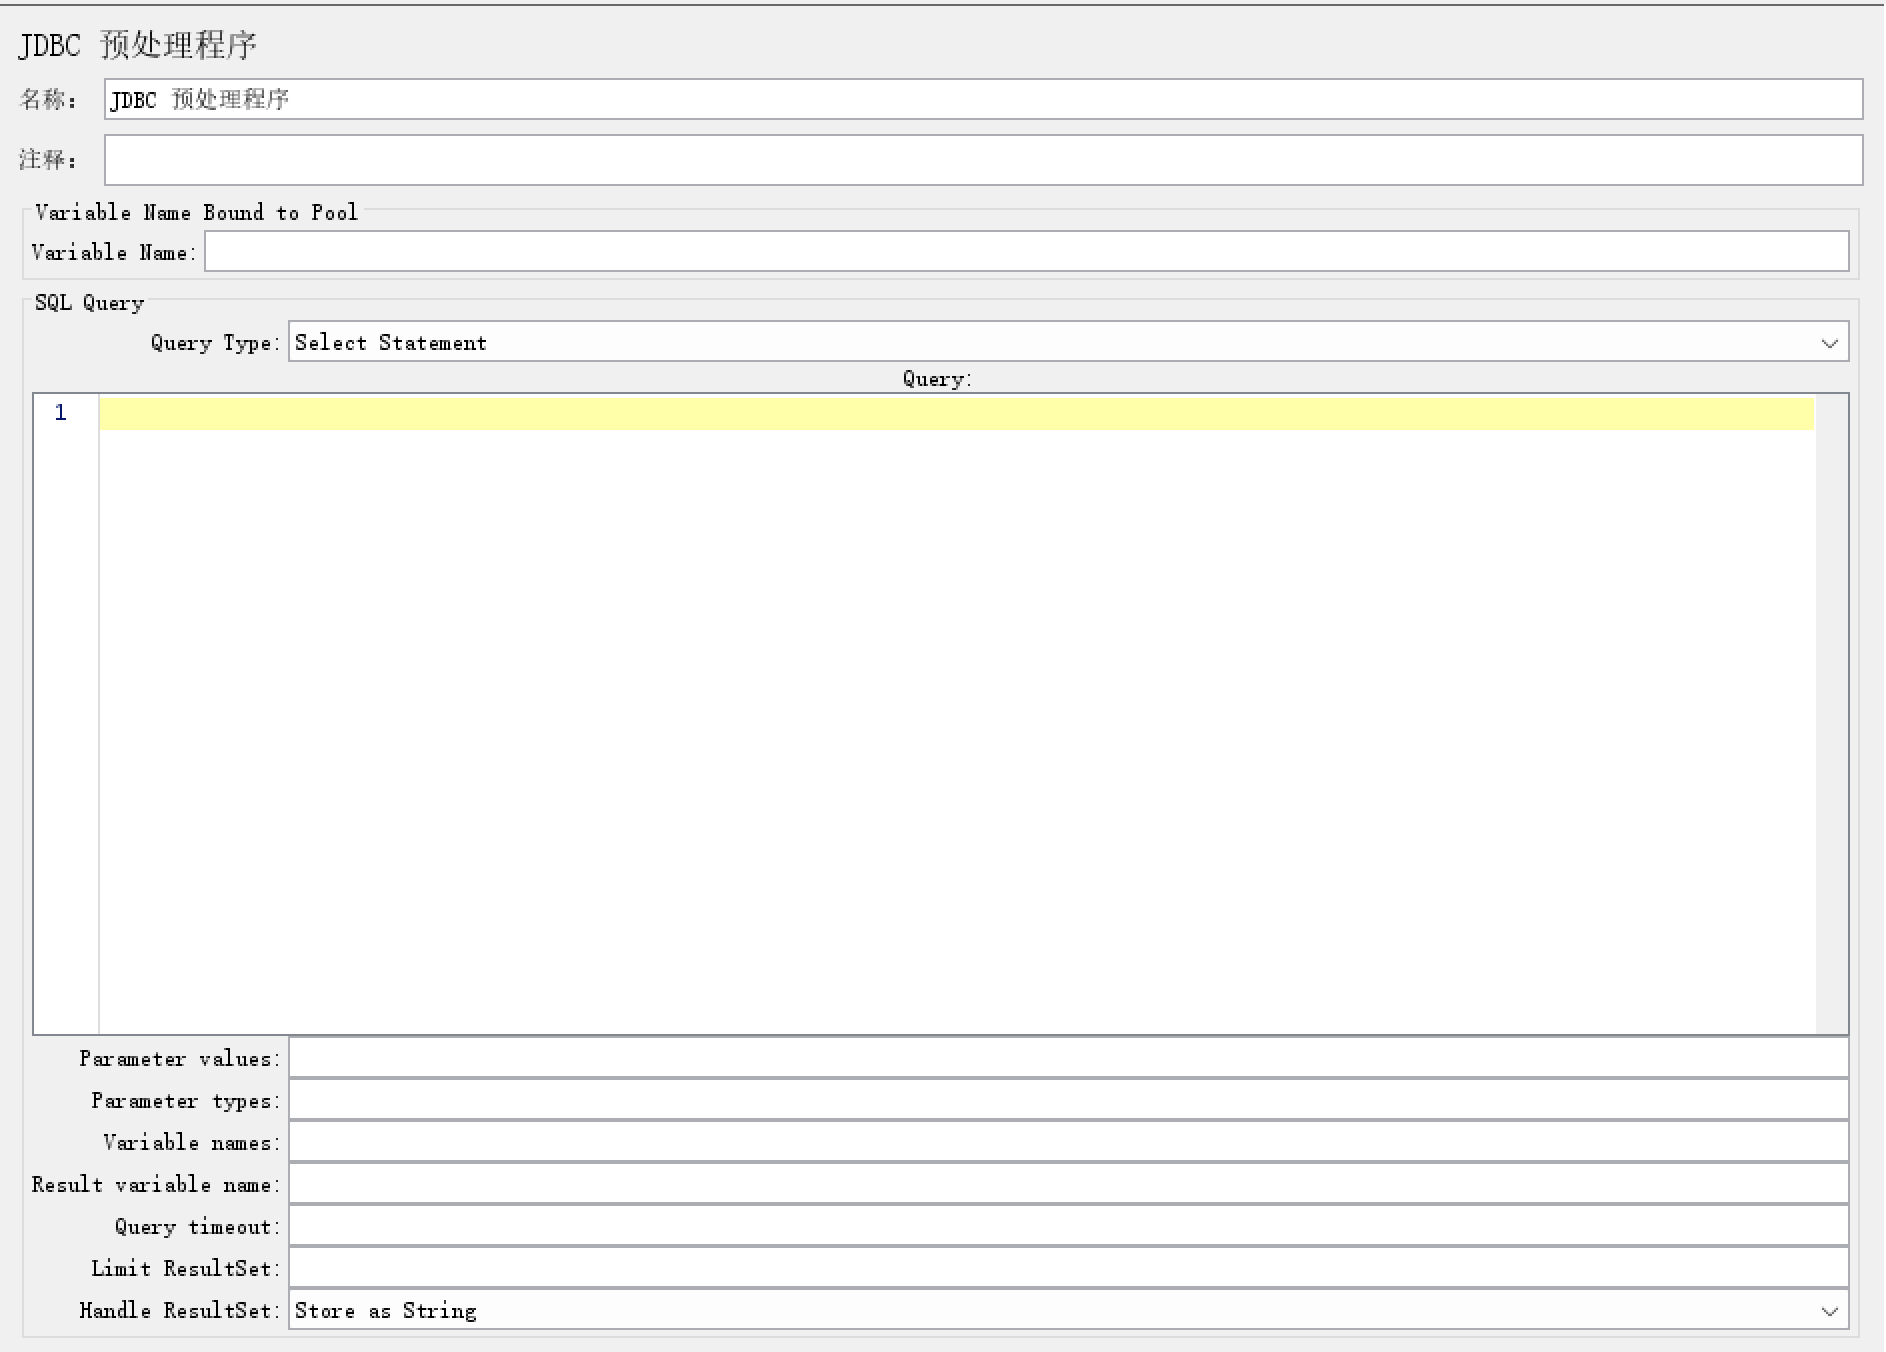 JDBC 预处理程序
名称： JDBC 预处理程序
注释：
Variable Name Bound to Pool
Variable Name:
SQL Query
Query Type: Select Statement
Query:
1
Parameter values:
Parameter types:
Variable names:
Result variable name:
Query timeout:
Limit ResultSet:
Handle ResultSet: Store as String